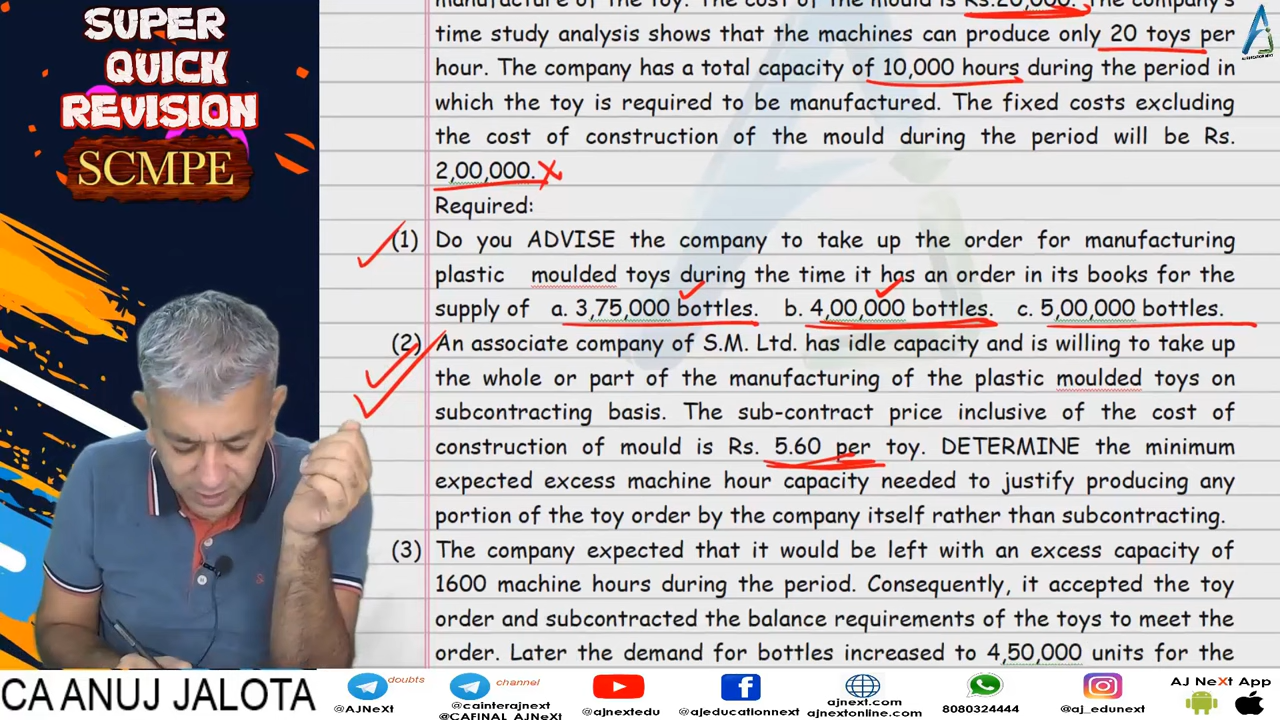 SUPER
QUICK
REVISION
SCMPE
manufacture of the toy. The cost of the mould is Rs.20,000. The company's
time study analysis shows that the machines can produce only 20 toys per
hour. The company has a total capacity of 10,000 hours during the period in
which the toy is required to be manufactured. The fixed costs excluding
the cost of construction of the mould during the period will be Rs.
2,00,000.
Required:
(1) Do you ADVISE the company to take up the order for manufacturing
plastic moulded toys during the time it has an order in its books for the
supply of a. 3,75,000 bottles. b. 4,00,000 bottles. c. 5,00,000 bottles.
(2) An associate company of S.M. Ltd. has idle capacity and is willing to take up
the whole or part of the manufacturing of the plastic moulded toys on
subcontracting basis. The sub-contract price inclusive of the cost of
construction of mould is Rs. 5.60 per toy. DETERMINE the minimum
expected excess machine hour capacity needed to justify producing any
portion of the toy order by the company itself rather than subcontracting.
(3) The company expected that it would be left with an excess capacity of
1600 machine hours during the period. Consequently, it accepted the toy
order and subcontracted the balance requirements of the toys to meet the
order. Later the demand for bottles increased to 4,50,000 units for the
CA ANUJ JALOTA
doubts
@AJNeXt
channel
@cainterajnext
@CAFINAL_AJNeXt
@ajnextedu
@ajeducationnext
ajnext.com
ajnextonline.com
8080324444
@aj_edunext
AJ NeXt App